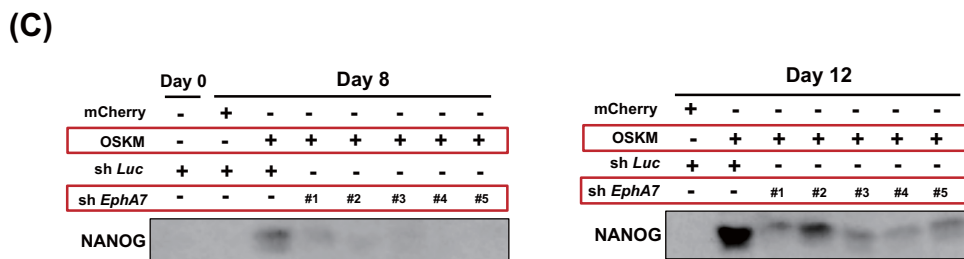 (C)
Day 0 Day 8
mCherry - + - - - - - -
OSKM - - + + + + + +
sh Luc + + + - - - - -
sh EphA7 - - - #1 #2 #3 #4 #5
NANOG
Day 12
mCherry + - - - - - -
OSKM - + + + + + +
sh Luc + + - - - - -
sh EphA7 - - #1 #2 #3 #4 #5
NANOG